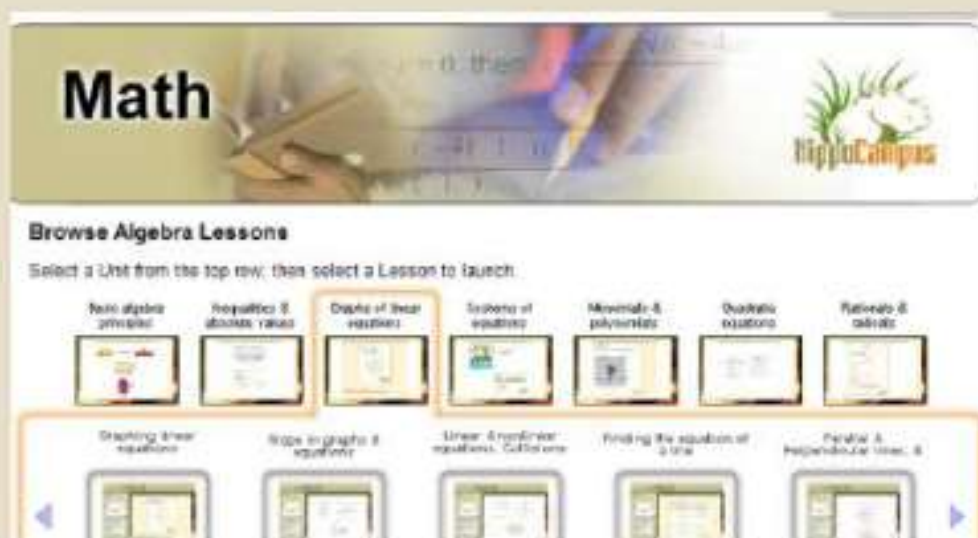 Math
hippoCampus
Browse Algebra Lessons
Select a Unit from the top row, then select a Lesson to launch.
Basic algebra
principles
Inequalities &
absolute values
Graphs of linear
equations
Systems of
equations
Monomials &
polynomials
Quadratic
equations
Rationals &
radicals
Graphing linear
equations
Slope in graphs &
equations
Linear & nonlinear
equations,
Finding the equation of
a line
Parallel &
Perpendicular lines, &